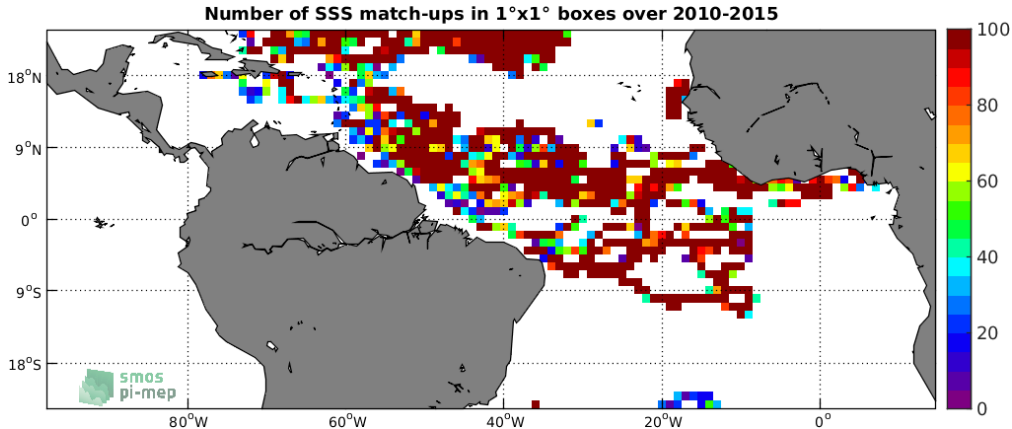 Number of SSS match-ups in 1°x1° boxes over 2010-2015
18°N
9°N
0°
9°S
18°S
80°W
60°W
40°W
20°W
0°
100
80
60
40
20
0
smos
pi-mep